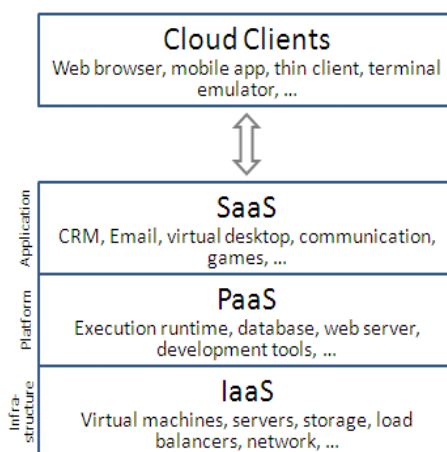 Cloud Clients
Web browser, mobile app, thin client, terminal
emulator, ...
Application
SaaS
CRM, Email, virtual desktop, communication,
games, ...
Platform
PaaS
Execution runtime, database, web server,
development tools, ...
Infra-
structure
IaaS
Virtual machines, servers, storage, load
balancers, network, ...